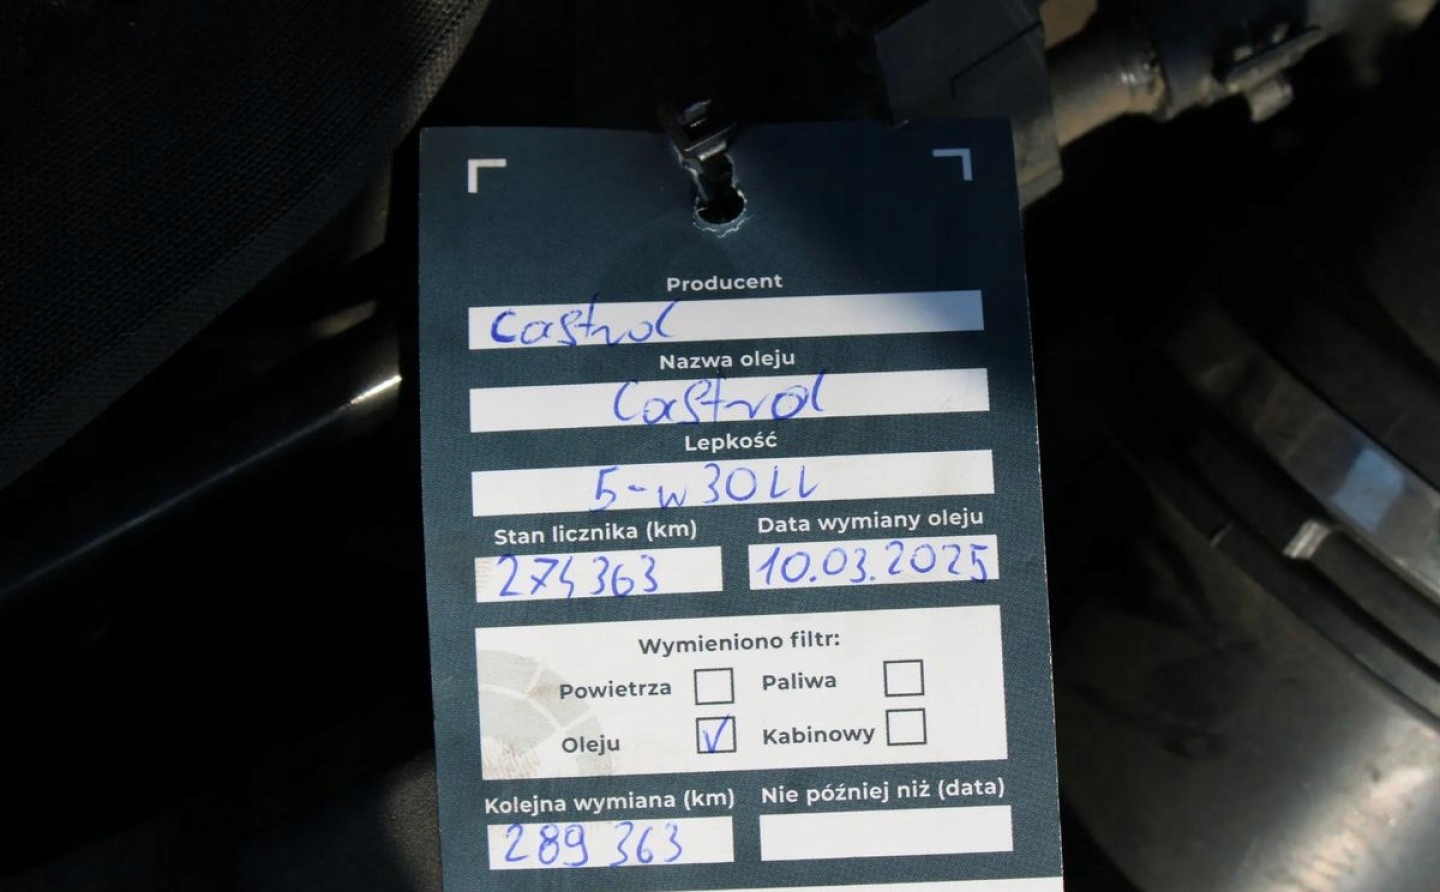 Producent
Castrol
Nazwa oleju
Castrol
Lepkość
5-w30LL
Stan licznika (km) Data wymiany oleju
274363 10.03.2025
Wymieniono filtr:
Powietrza Paliwa
Oleju Kabinowy
Kolejna wymiana (km) Nie później niż (data)
289 363